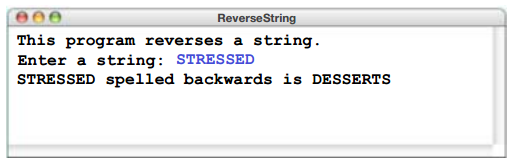 ReverseString
This program reverses a string.
Enter a string: STRESSED
STRESSED spelled backwards is DESSERTS